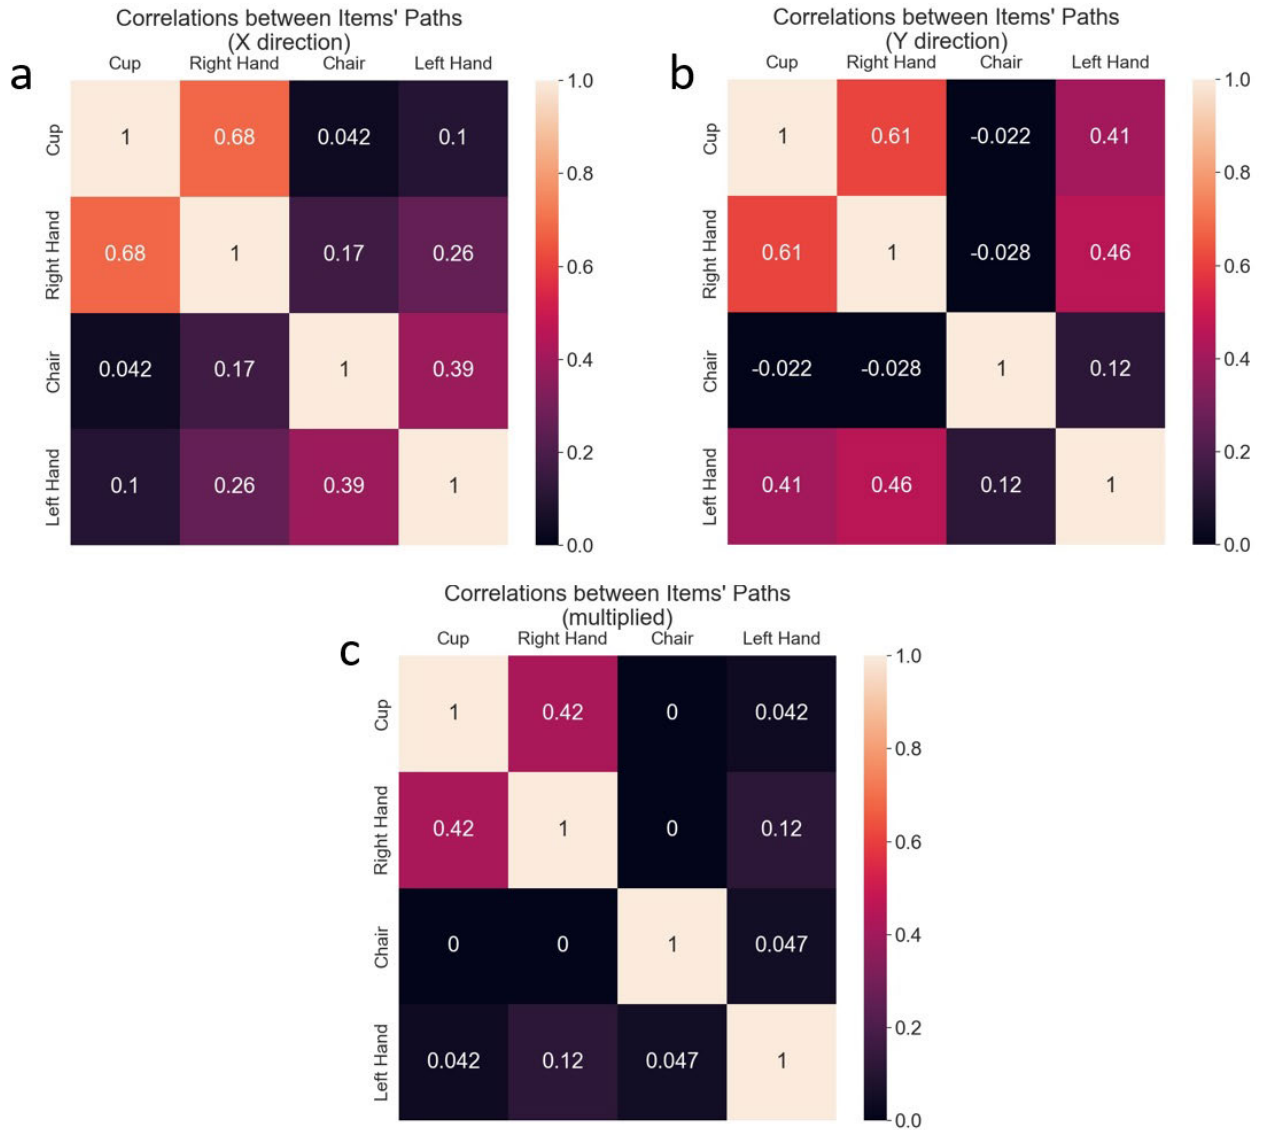 Correlations between Items' Paths
(X direction)
a
Cup Right Hand Chair Left Hand
Cup 1 0.68 0.042 0.1
Right Hand 0.68 1 0.17 0.26
Chair 0.042 0.17 1 0.39
Left Hand 0.1 0.26 0.39 1
1.0
0.8
0.6
0.4
0.2
0.0
Correlations between Items' Paths
(Y direction)
b
Cup Right Hand Chair Left Hand
Cup 1 0.61 -0.022 0.41
Right Hand 0.61 1 -0.028 0.46
Chair -0.022 -0.028 1 0.12
Left Hand 0.41 0.46 0.12 1
1.0
0.8
0.6
0.4
0.2
0.0
Correlations between Items' Paths
(multiplied)
c
Cup Right Hand Chair Left Hand
Cup 1 0.42 0 0.042
Right Hand 0.42 1 0 0.12
Chair 0 0 1 0.047
Left Hand 0.042 0.12 0.047 1
1.0
0.8
0.6
0.4
0.2
0.0